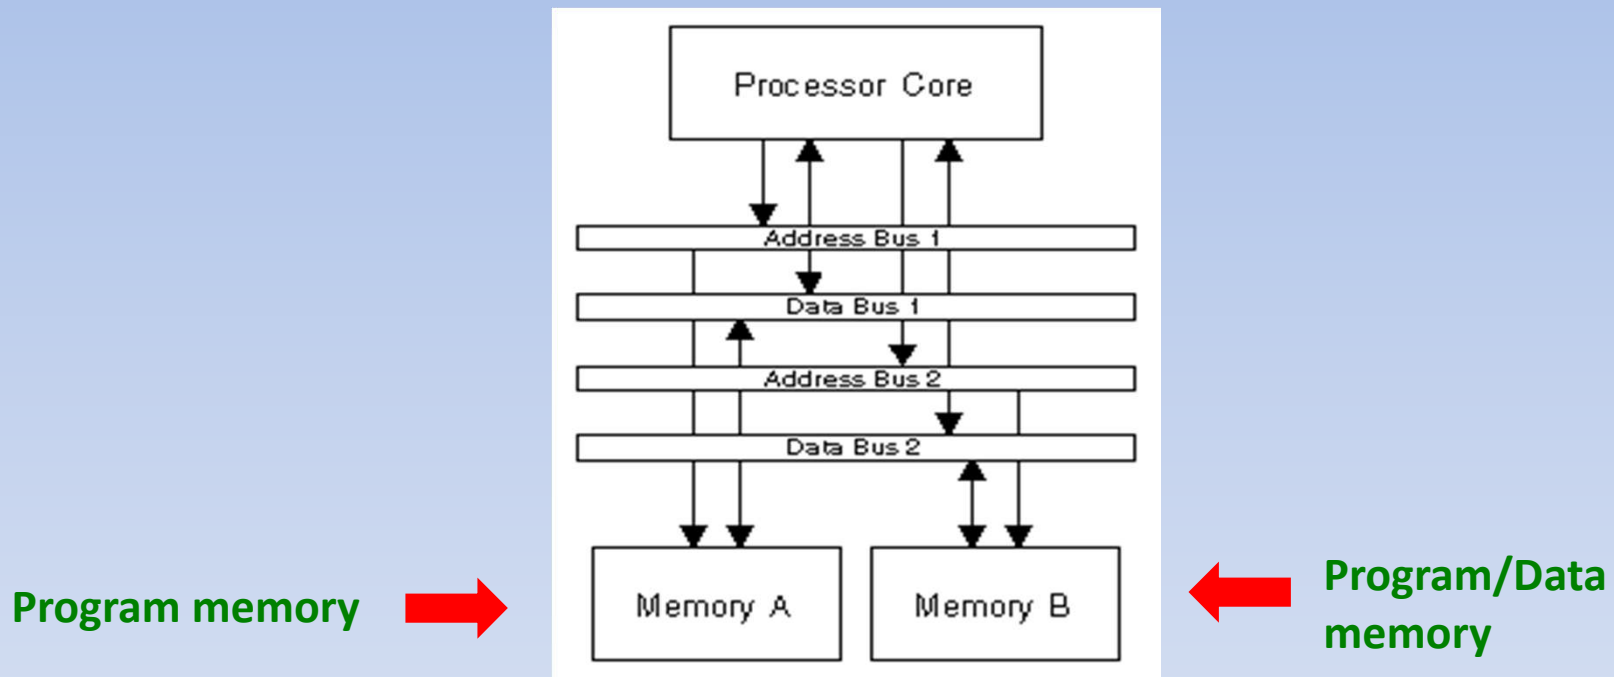 Processor Core
Address Bus 1
Data Bus 1
Address Bus 2
Data Bus 2
Program memory
Memory A
Memory B
Program/Data
memory